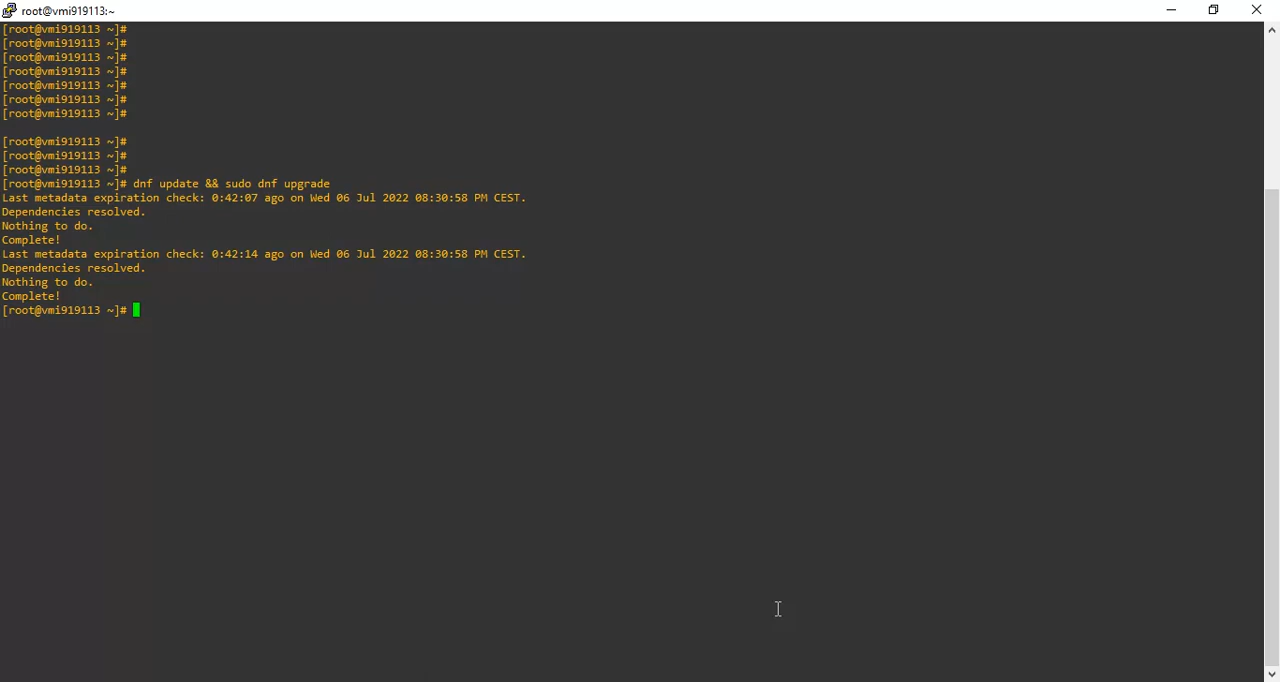 root@vmi919113:~
[root@vmi919113 ~]#
[root@vmi919113 ~]#
[root@vmi919113 ~]#
[root@vmi919113 ~]#
[root@vmi919113 ~]#
[root@vmi919113 ~]#
[root@vmi919113 ~]#
[root@vmi919113 ~]#
[root@vmi919113 ~]#
[root@vmi919113 ~]#
[root@vmi919113 ~]# dnf update && sudo dnf upgrade
Last metadata expiration check: 0:42:07 ago on Wed 06 Jul 2022 08:30:58 PM CEST.
Dependencies resolved.
Nothing to do.
Complete!
Last metadata expiration check: 0:42:14 ago on Wed 06 Jul 2022 08:30:58 PM CEST.
Dependencies resolved.
Nothing to do.
Complete!
[root@vmi919113 ~]#